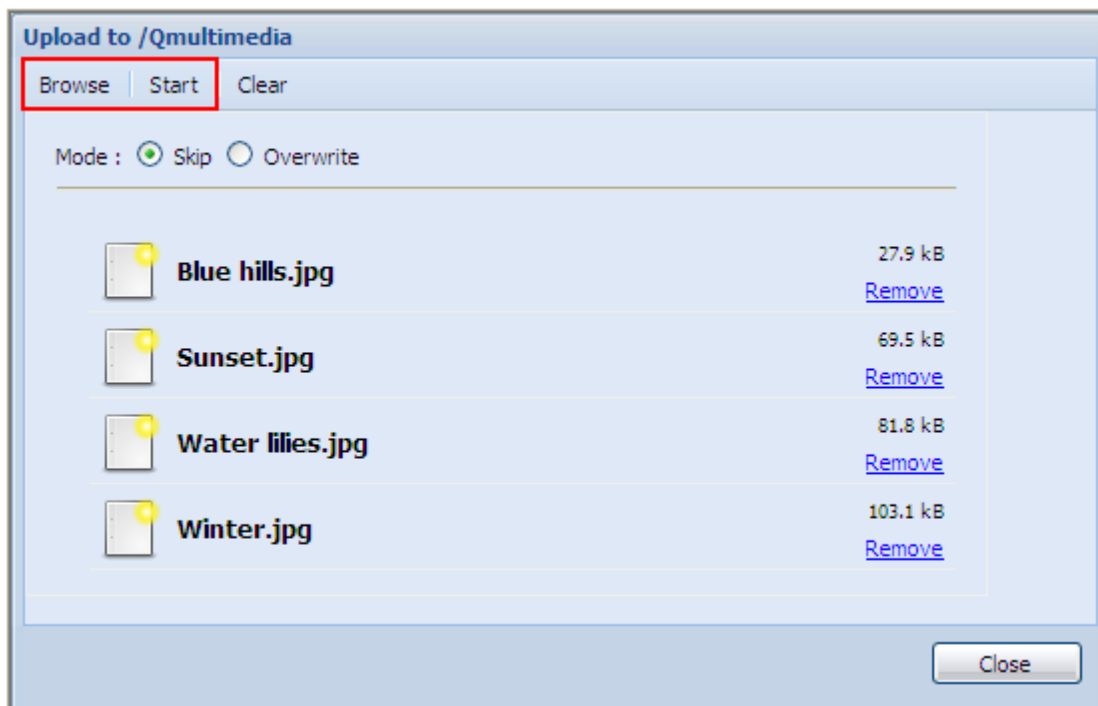 Upload to /Qmultimedia
Browse Start Clear
Mode : Skip Overwrite
27.9 kB
Blue hills.jpg
Remove
69.5 kB
Sunset.jpg
Remove
81.8 kB
Water lilies.jpg
Remove
103.1 kB
Winter.jpg
Remove
Close